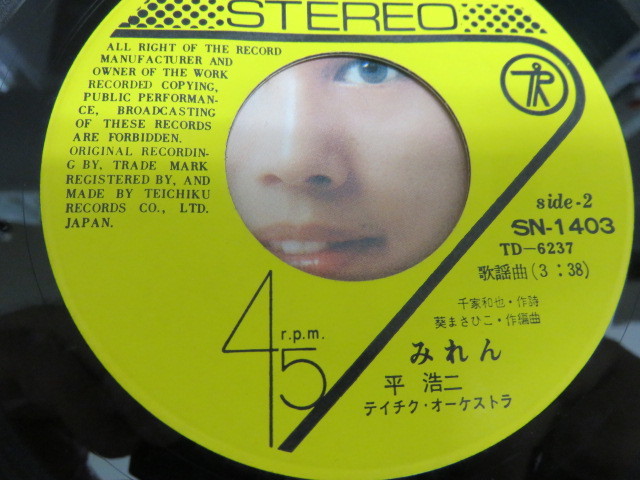 STEREO
ALL RIGHT OF THE RECORD
MANUFACTURER AND
OWNER OF THE WORK
RECORDED COPYING,
PUBLIC PERFORMAN-
CE, BROADCASTING
OF THESE RECORDS
ARE FORBIDDEN.
ORIGINAL RECORDIN-
G BY, TRADE MARK
REGISTERED BY, AND
MADE BY TEICHIKU
RECORDS CO., LTD.
JAPAN.
TR
side-2
SN-1403
TD-6237
歌謡曲(3:38)
千家和也・作詩
葵まさひこ・作編曲
みれん
平 浩二
テイチク・オーケストラ
45 r.p.m.